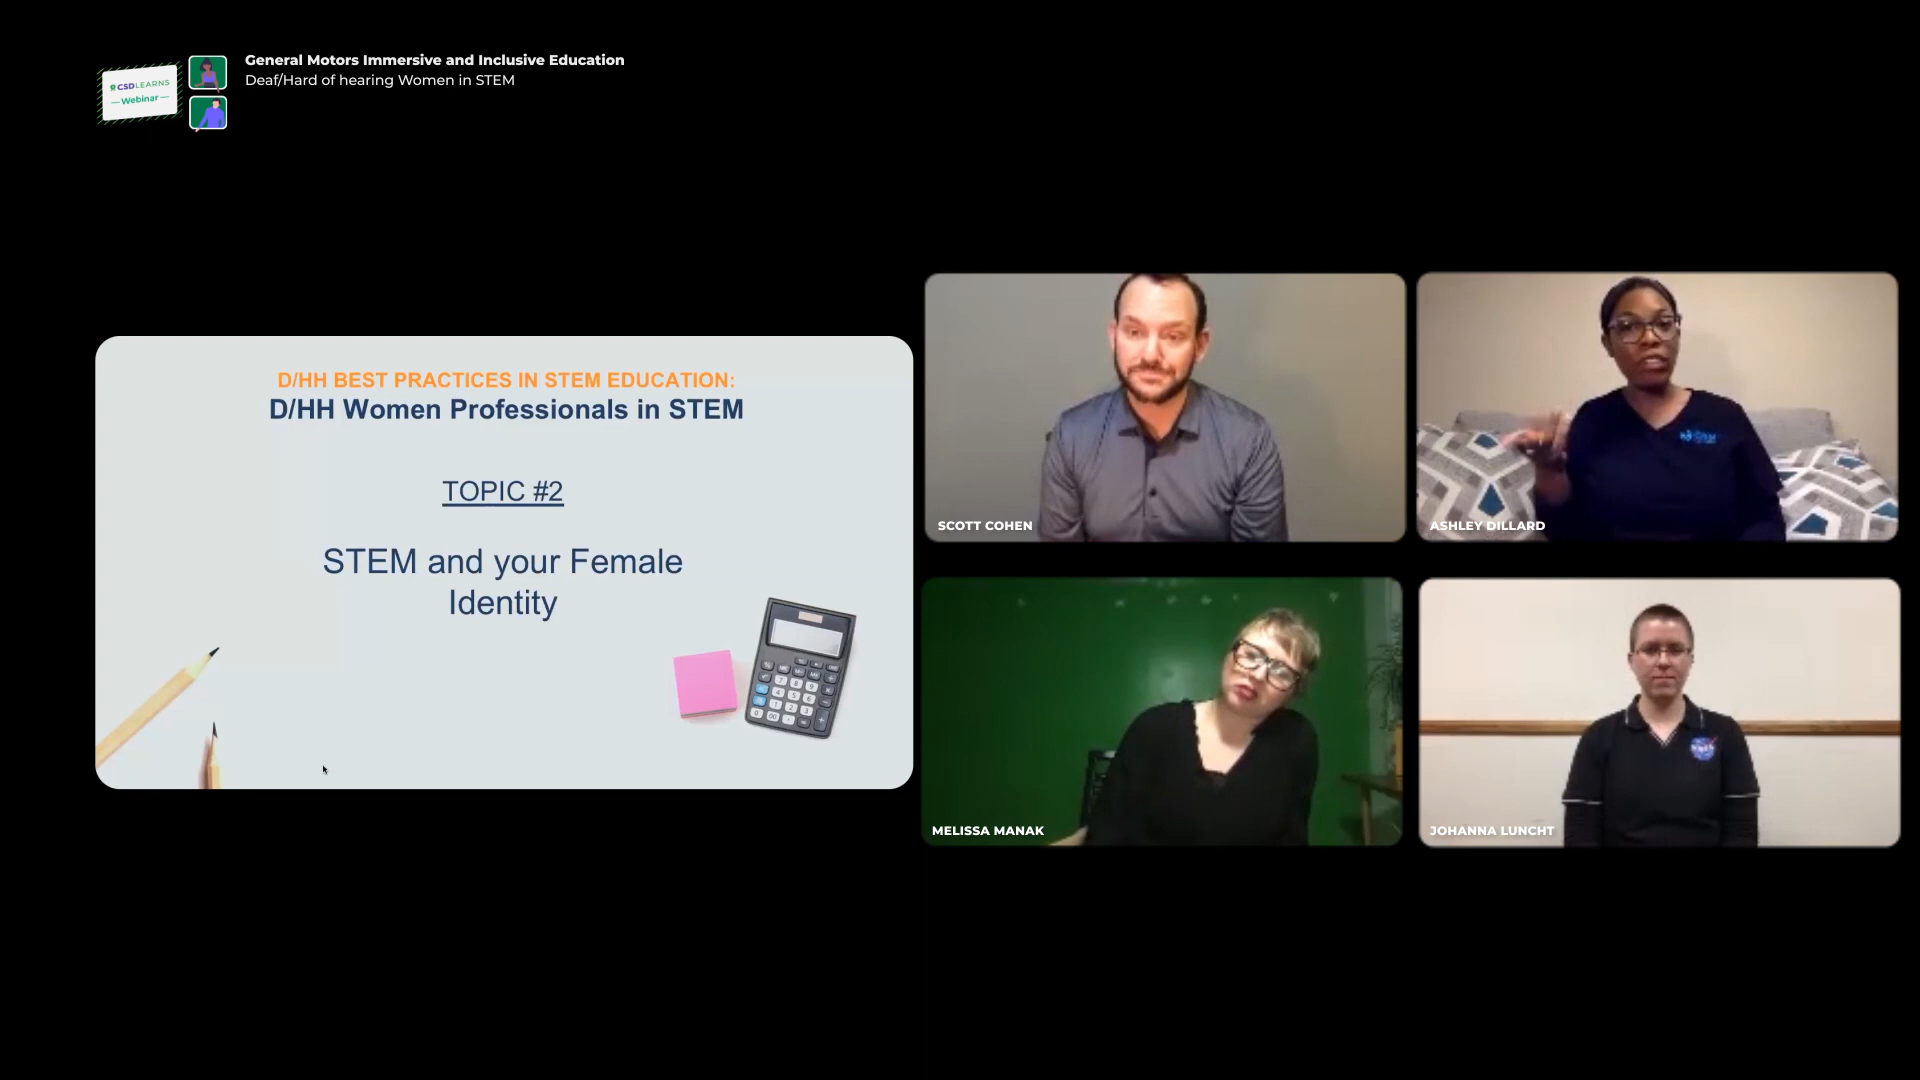 General Motors Immersive and Inclusive Education
Deaf/Hard of hearing Women in STEM
CSDLEARNS
— Webinar —
D/HH BEST PRACTICES IN STEM EDUCATION:
D/HH Women Professionals in STEM
TOPIC #2
STEM and your Female
Identity
SCOTT COHEN
ASHLEY DILLARD
MELISSA MANAK
JOHANNA LUNCHT
NASA